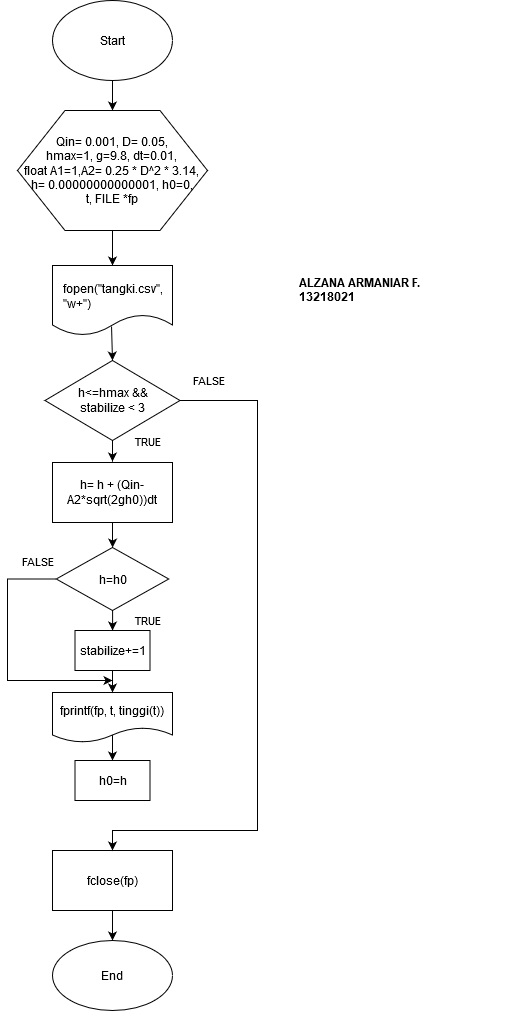 Start
Qin= 0.001, D= 0.05,
hmax=1, g=9.8, dt=0.01,
float A1=1,A2= 0.25 * D^2 * 3.14,
h= 0.00000000000001, h0=0,
t, FILE *fp
fopen("tangki.csv",
"w+")
ALZANA ARMANIAR F.
13218021
h<=hmax &&
stabilize < 3
FALSE
TRUE
h= h + (Qin-
A2*sqrt(2gh0))dt
h=h0
FALSE
TRUE
stabilize+=1
fprintf(fp, t, tinggi(t))
h0=h
fclose(fp)
End